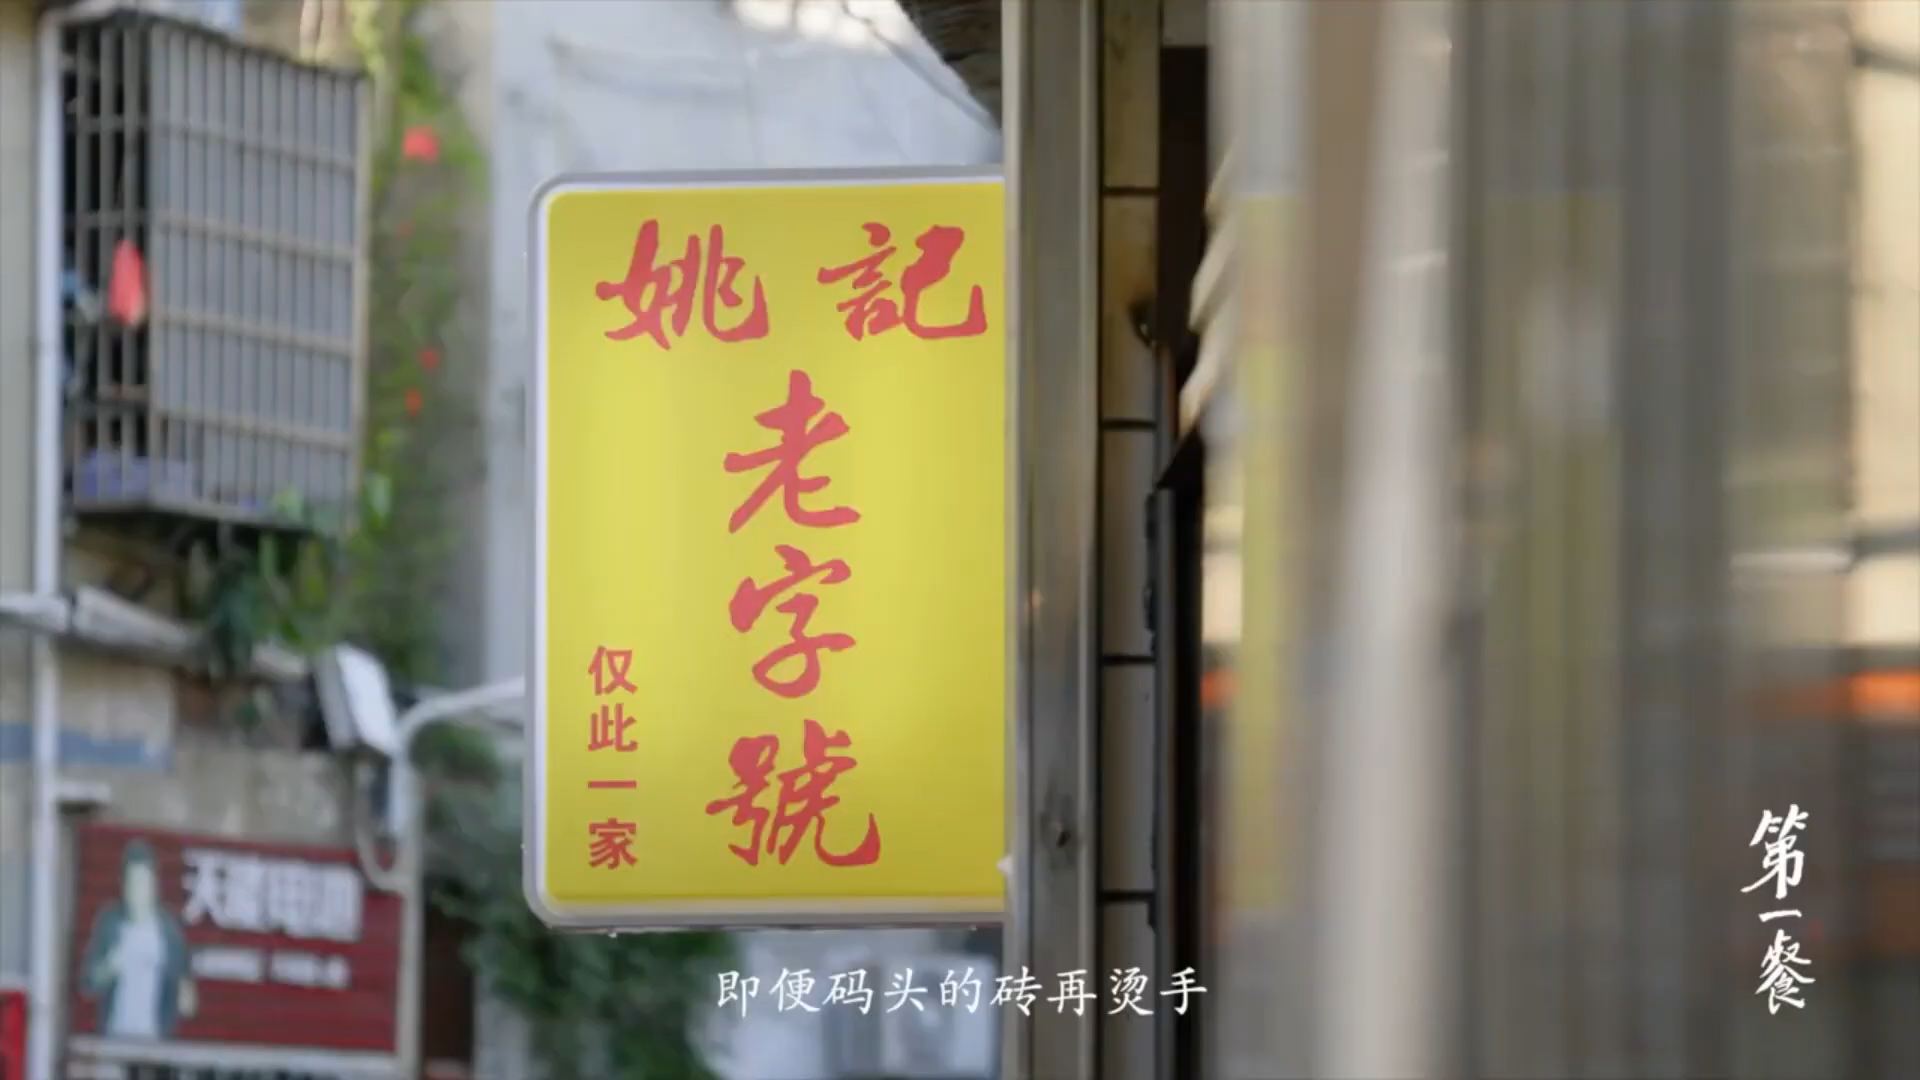 姚記
老字號
仅此一家
即便码头的砖再烫手
第一餐